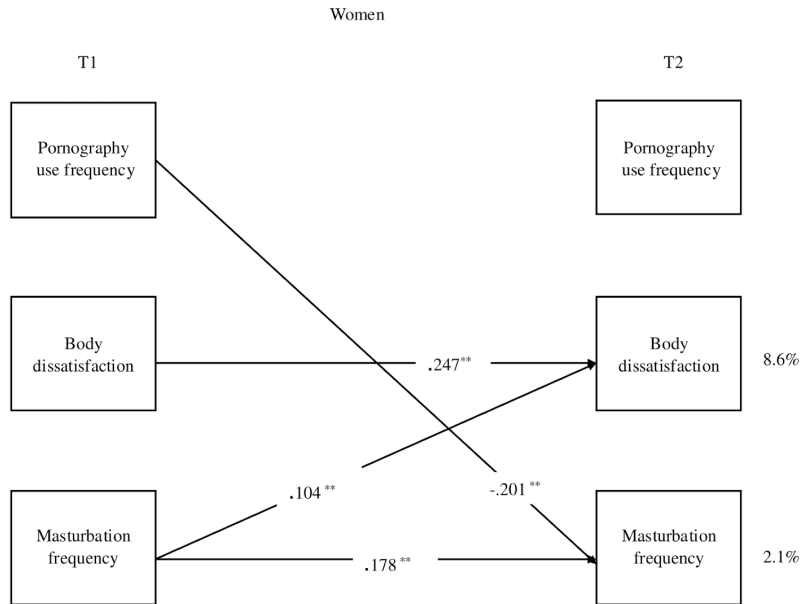 Women
T1
T2
Pornography
use frequency
Pornography
use frequency
Body
dissatisfaction
.247**
Body
dissatisfaction
8.6%
.104**
-.201**
Masturbation
frequency
.178**
Masturbation
frequency
2.1%